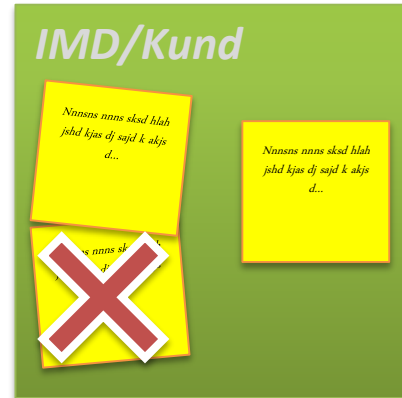 IMD/Kund
Nnnsns nnns sksd hlah
jshd kjas dj sajd k akjs
d...
Nnnsns nnns sksd hlah
jshd kjas dj sajd k akjs
d...
nnns